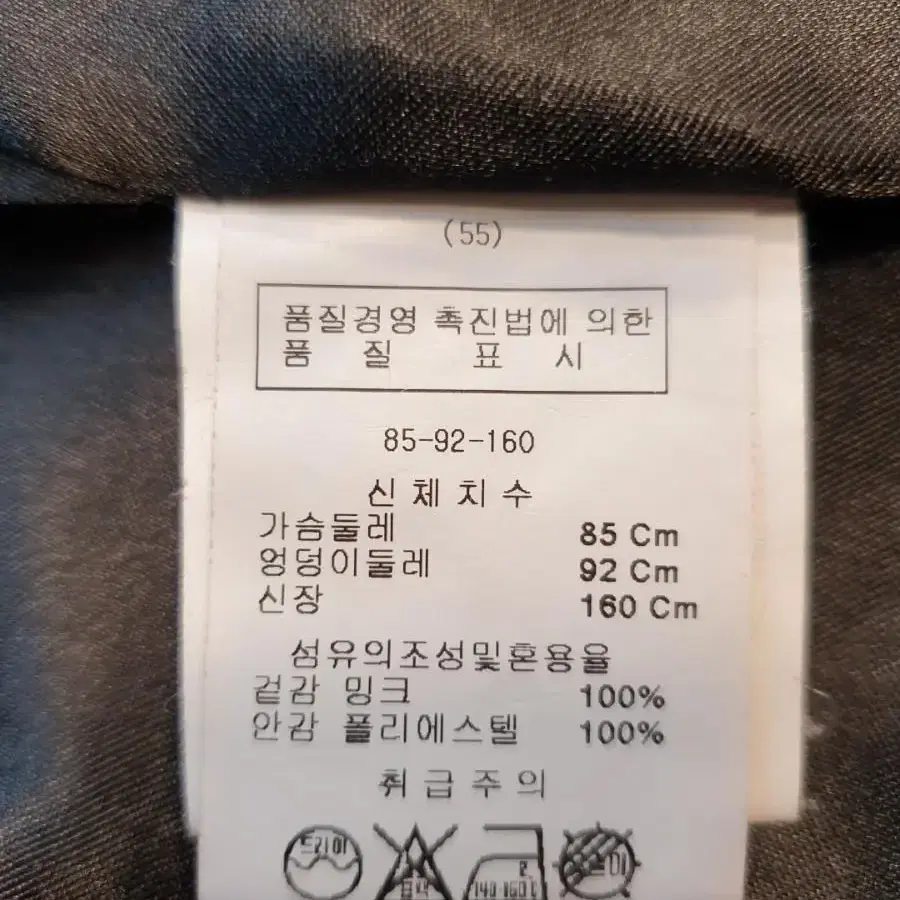 (55)
품질경영 촉진법에 의한
품 질 표 시
85-92-160
신체치수
가슴둘레 85 Cm
엉덩이둘레 92 Cm
신장 160 Cm
섬유의조성및혼용율
겉감 밍크 100%
안감 폴리에스텔 100%
취급주의
드라이
표백
2
140-160℃